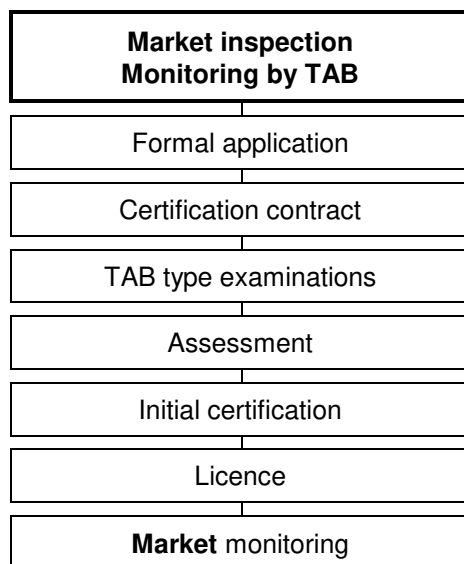 Market inspection
Monitoring by TAB
Formal application
Certification contract
TAB type examinations
Assessment
Initial certification
Licence
Market monitoring